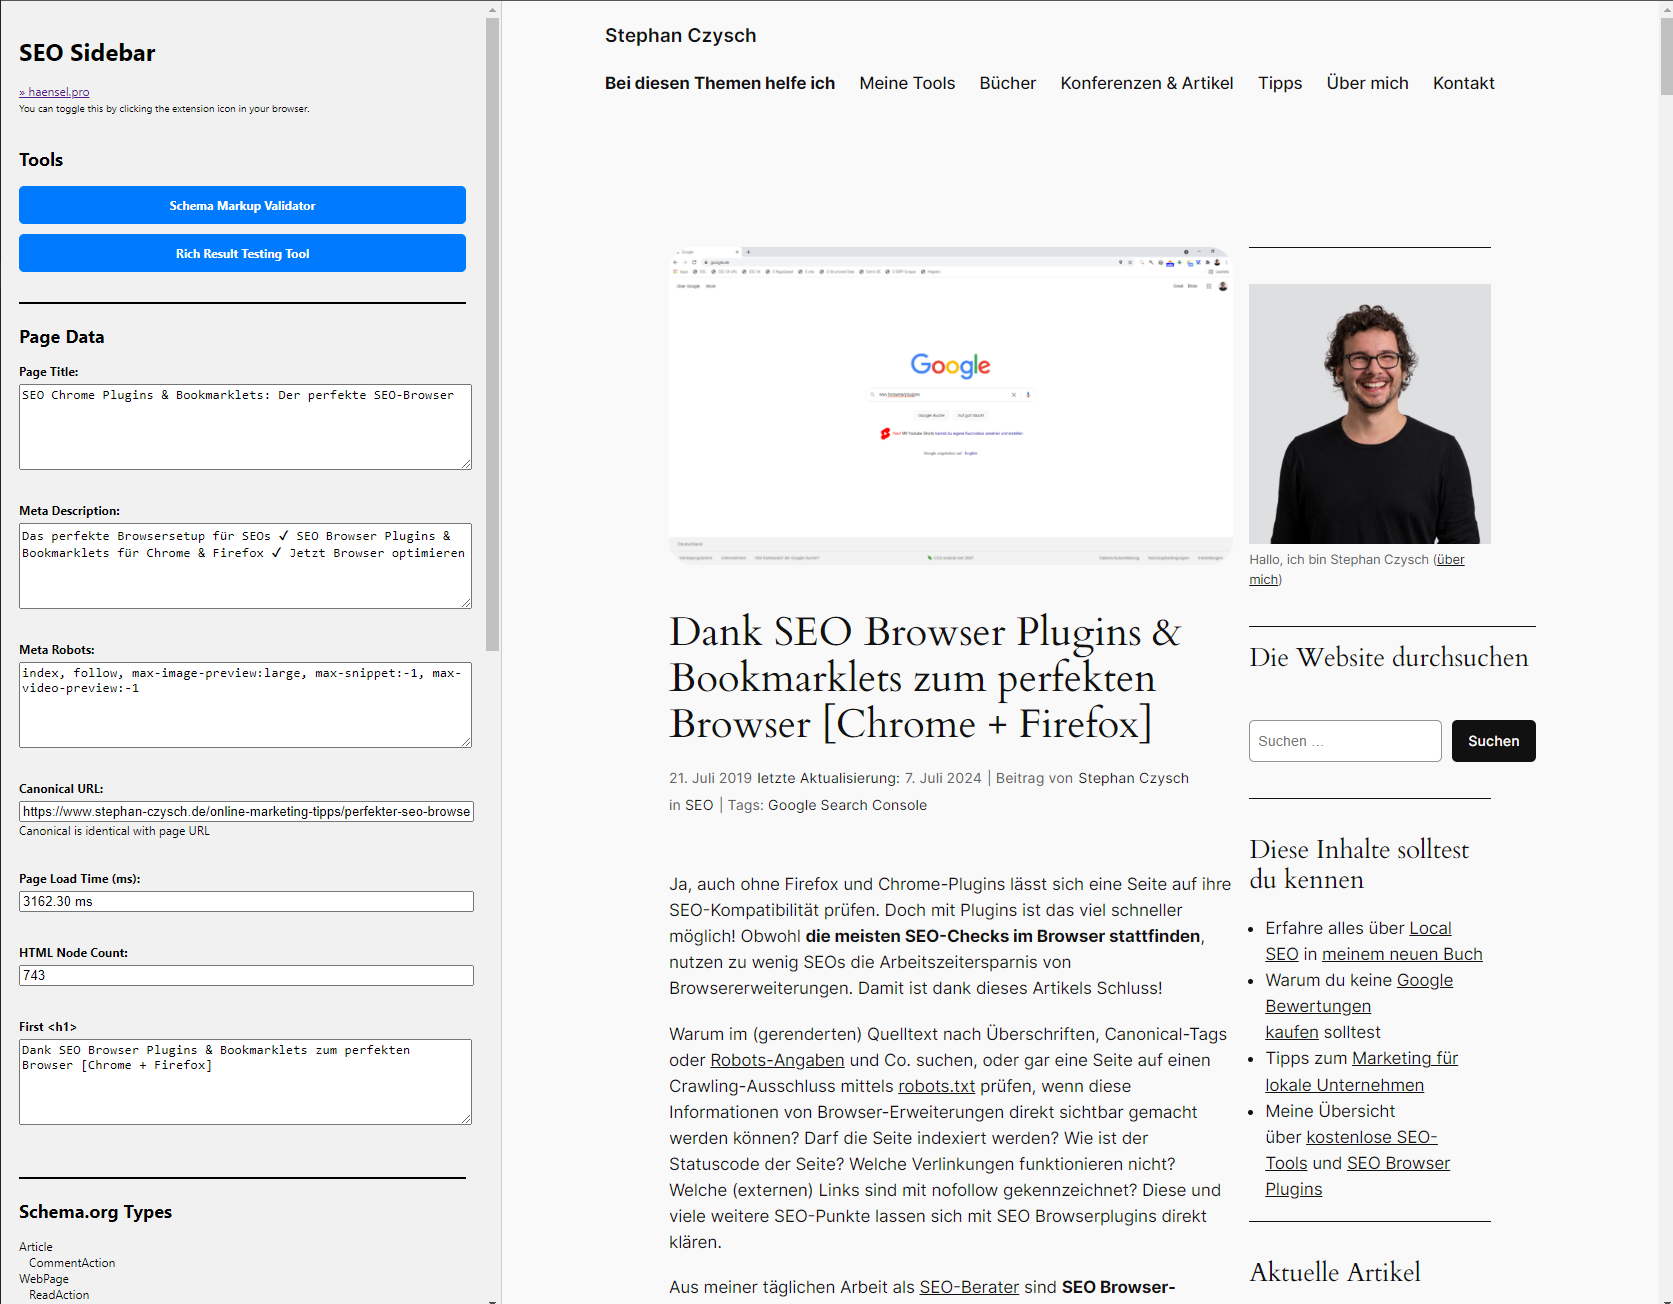 SEO Sidebar
» haensel.pro
You can toggle this by clicking the extension icon in your browser.
Tools
Schema Markup Validator
Rich Result Testing Tool
Page Data
Page Title:
SEO Chrome Plugins & Bookmarklets: Der perfekte SEO-Browser
Meta Description:
Das perfekte Browsersetup für SEOs ✓ SEO Browser Plugins &
Bookmarklets für Chrome & Firefox ✓ Jetzt Browser optimieren
Meta Robots:
index, follow, max-image-preview:large, max-snippet:-1, max-
video-preview:-1
Canonical URL:
https://www.stephan-czysch.de/online-marketing-tipps/perfekter-seo-browse
Canonical is identical with page URL
Page Load Time (ms):
3162.30 ms
HTML Node Count:
743
First <h1>
Dank SEO Browser Plugins & Bookmarklets zum perfekten
Browser [Chrome + Firefox]
Schema.org Types
Article
CommentAction
WebPage
ReadAction
Stephan Czysch
Bei diesen Themen helfe ich Meine Tools Bücher Konferenzen & Artikel Tipps Über mich Kontakt
Google
google.de
Google
seo browserplugins
Google Suche Auf gut Glück!
Deutschland
Dank SEO Browser Plugins &
Bookmarklets zum perfekten
Browser [Chrome + Firefox]
21. Juli 2019 letzte Aktualisierung: 7. Juli 2024 | Beitrag von Stephan Czysch
in SEO | Tags: Google Search Console
Ja, auch ohne Firefox und Chrome-Plugins lässt sich eine Seite auf ihre
SEO-Kompatibilität prüfen. Doch mit Plugins ist das viel schneller
möglich! Obwohl die meisten SEO-Checks im Browser stattfinden,
nutzen zu wenig SEOs die Arbeitszeitersparnis von
Browsererweiterungen. Damit ist dank dieses Artikels Schluss!
Warum im (gerenderten) Quelltext nach Überschriften, Canonical-Tags
oder Robots-Angaben und Co. suchen, oder gar eine Seite auf einen
Crawling-Ausschluss mittels robots.txt prüfen, wenn diese
Informationen von Browser-Erweiterungen direkt sichtbar gemacht
werden können? Darf die Seite indexiert werden? Wie ist der
Statuscode der Seite? Welche Verlinkungen funktionieren nicht?
Welche (externen) Links sind mit nofollow gekennzeichnet? Diese und
viele weitere SEO-Punkte lassen sich mit SEO Browserplugins direkt
klären.
Aus meiner täglichen Arbeit als SEO-Berater sind SEO Browser-
Hallo, ich bin Stephan Czysch (über
mich)
Die Website durchsuchen
Suchen …
Suchen
Diese Inhalte solltest
du kennen
Erfahre alles über Local
SEO in meinem neuen Buch
Warum du keine Google
Bewertungen
kaufen solltest
Tipps zum Marketing für
lokale Unternehmen
Meine Übersicht
über kostenlose SEO-
Tools und SEO Browser
Plugins
Aktuelle Artikel